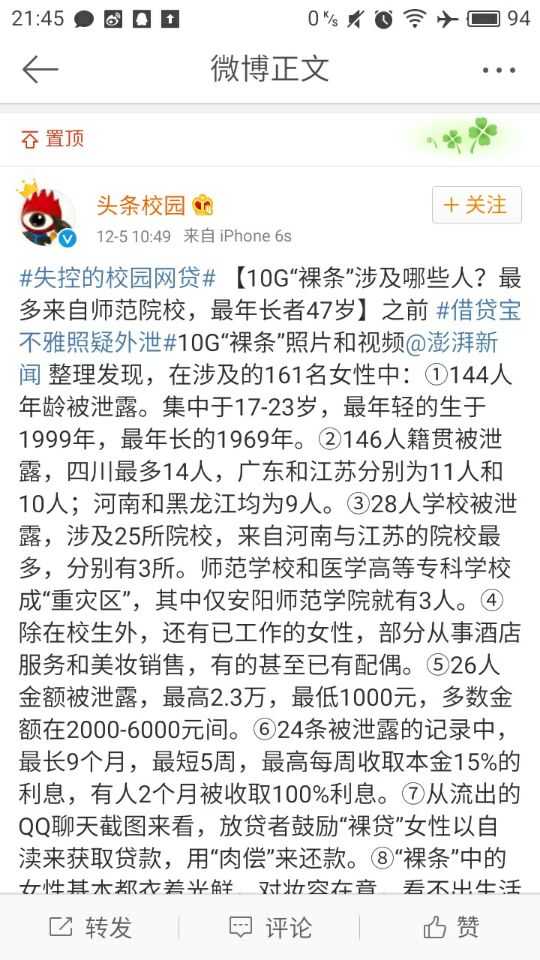 21:45
0 K/s
94
微博正文
置顶
头条校园
+ 关注
12-5 10:49 来自 iPhone 6s
#失控的校园网贷# 【10G“裸条”涉及哪些人？最
多来自师范院校，最年长者47岁】之前 #借贷宝
不雅照疑外泄#10G“裸条”照片和视频@澎湃新
闻 整理发现，在涉及的161名女性中：①144人
年龄被泄露。集中于17-23岁，最年轻的生于
1999年，最年长的1969年。②146人籍贯被泄
露，四川最多14人，广东和江苏分别为11人和
10人；河南和黑龙江均为9人。③28人学校被泄
露，涉及25所院校，来自河南与江苏的院校最
多，分别有3所。师范学校和医学高等专科学校
成“重灾区”，其中仅安阳师范学院就有3人。④
除在校生外，还有已工作的女性，部分从事酒店
服务和美妆销售，有的甚至已有配偶。⑤26人
金额被泄露，最高2.3万，最低1000元，多数金
额在2000-6000元间。⑥24条被泄露的记录中，
最长9个月，最短5周，最高每周收取本金15%的
利息，有人2个月被收取100%利息。⑦从流出的
QQ聊天截图来看，放贷者鼓励“裸贷”女性以自
渎来获取贷款，用“肉偿”来还款。⑧“裸条”中的
女性基本都衣着光鲜，对妆容在意，看不出生活
转发
评论
赞